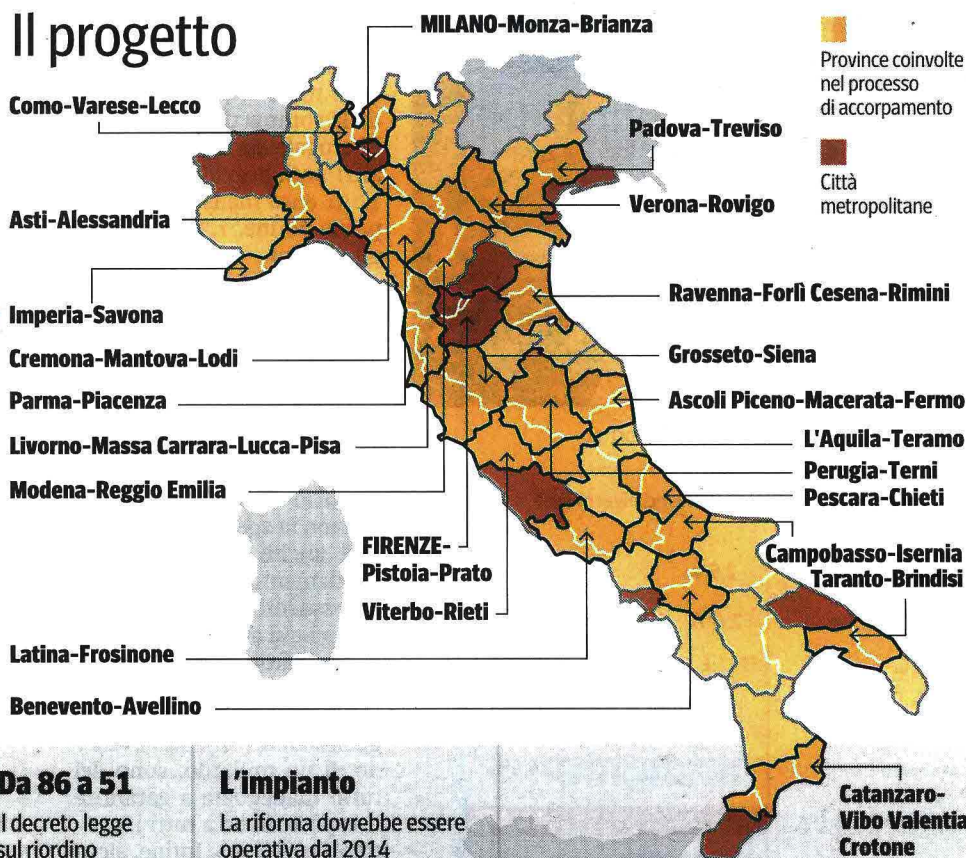 Il progetto
MILANO-Monza-Brianza
Province coinvolte
nel processo
di accorpamento
Città
metropolitane
Como-Varese-Lecco
Padova-Treviso
Asti-Alessandria
Verona-Rovigo
Imperia-Savona
Ravenna-Forlì Cesena-Rimini
Cremona-Mantova-Lodi
Grosseto-Siena
Parma-Piacenza
Ascoli Piceno-Macerata-Fermo
Livorno-Massa Carrara-Lucca-Pisa
L'Aquila-Teramo
Perugia-Terni
Modena-Reggio Emilia
Pescara-Chieti
FIRENZE-
Pistoia-Prato
Campobasso-Isernia
Taranto-Brindisi
Viterbo-Rieti
Latina-Frosinone
Benevento-Avellino
Catanzaro-
Vibo Valentia
Crotone
Da 86 a 51
Il decreto legge
sul riordino
L'impianto
La riforma dovrebbe essere
operativa dal 2014